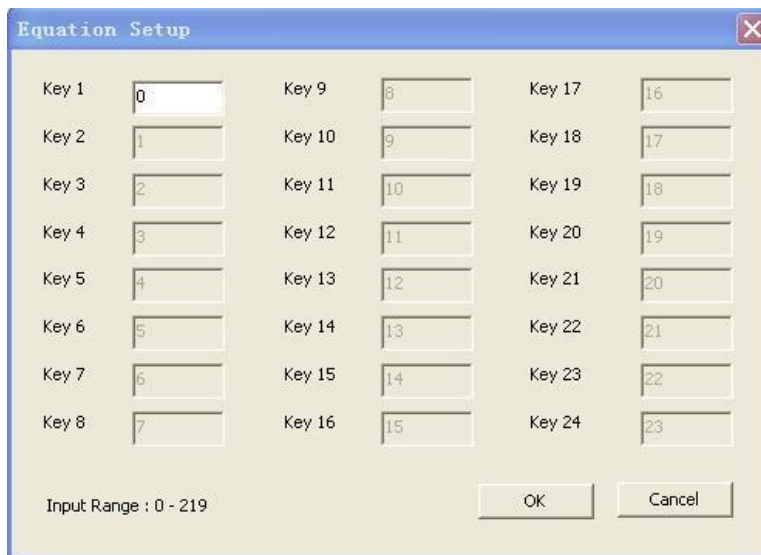 Equation Setup
Key 1 0 Key 9 8 Key 17 16
Key 2 1 Key 10 9 Key 18 17
Key 3 2 Key 11 10 Key 19 18
Key 4 3 Key 12 11 Key 20 19
Key 5 4 Key 13 12 Key 21 20
Key 6 5 Key 14 13 Key 22 21
Key 7 6 Key 15 14 Key 23 22
Key 8 7 Key 16 15 Key 24 23
Input Range : 0 - 219 OK Cancel